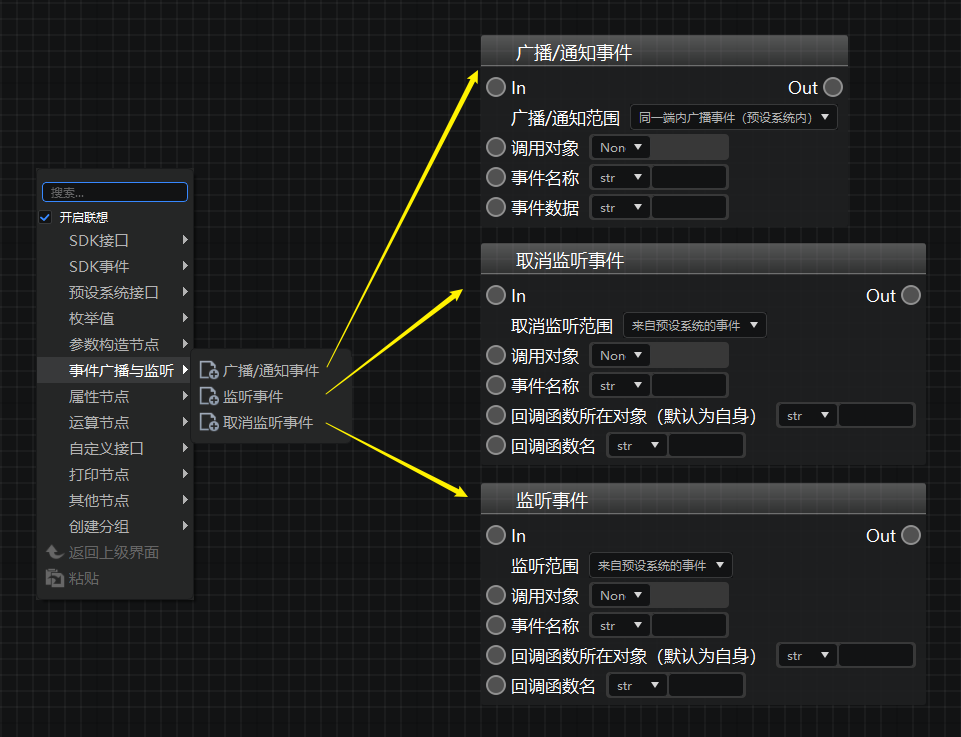 搜索...
开启联想
SDK接口
SDK事件
预设系统接口
枚举值
参数构造节点
事件广播与监听
属性节点
运算节点
自定义接口
打印节点
其他节点
创建分组
返回上级界面
粘贴
广播/通知事件
监听事件
取消监听事件
广播/通知事件
In Out
广播/通知范围 同一端内广播事件（预设系统内）
调用对象 Non
事件名称 str
事件数据 str
取消监听事件
In Out
取消监听范围 来自预设系统的事件
调用对象 Non
事件名称 str
回调函数所在对象（默认为自身） str
回调函数名 str
监听事件
In Out
监听范围 来自预设系统的事件
调用对象 Non
事件名称 str
回调函数所在对象（默认为自身） str
回调函数名 str